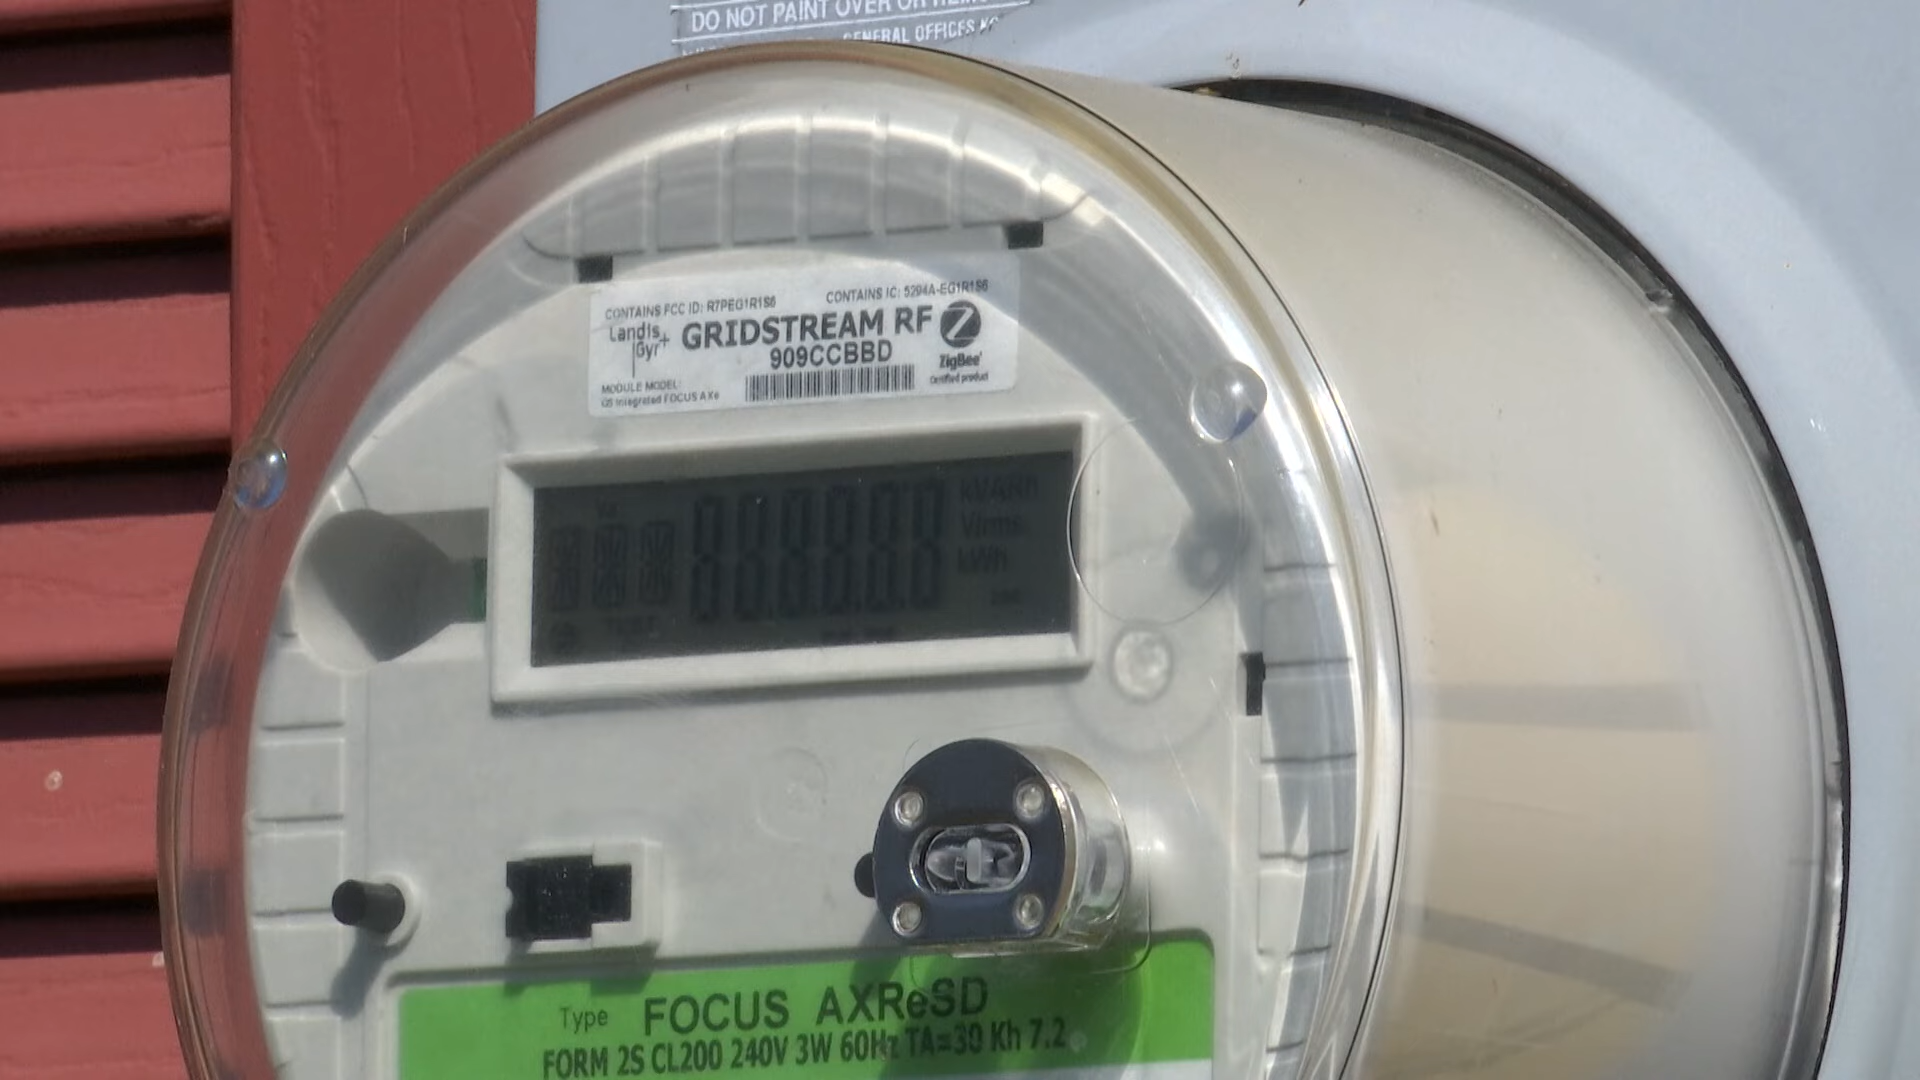 DO NOT PAINT OVER OR
GENERAL OFFICES
CONTAINS FCC ID: R7PEG1R1S6
CONTAINS IC: 5294A-EG1R1S6
Landis+
Gyr
GRIDSTREAM RF
909CCBBD
ZigBee
Certified product
MODULE MODEL:
Integrated FOCUS AXe
kVARh
Vrms
kWh
TEST
Type FOCUS AXReSD
FORM 2S CL200 240V 3W 60Hz TA=30 Kh 7.2